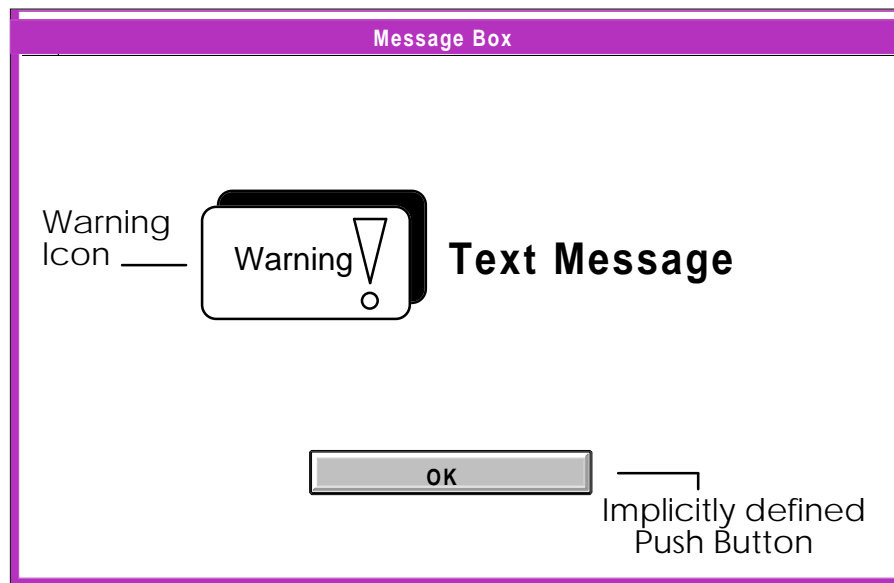 Message Box
Warning
Icon
Warning
Text Message
OK
Implicitly defined
Push Button